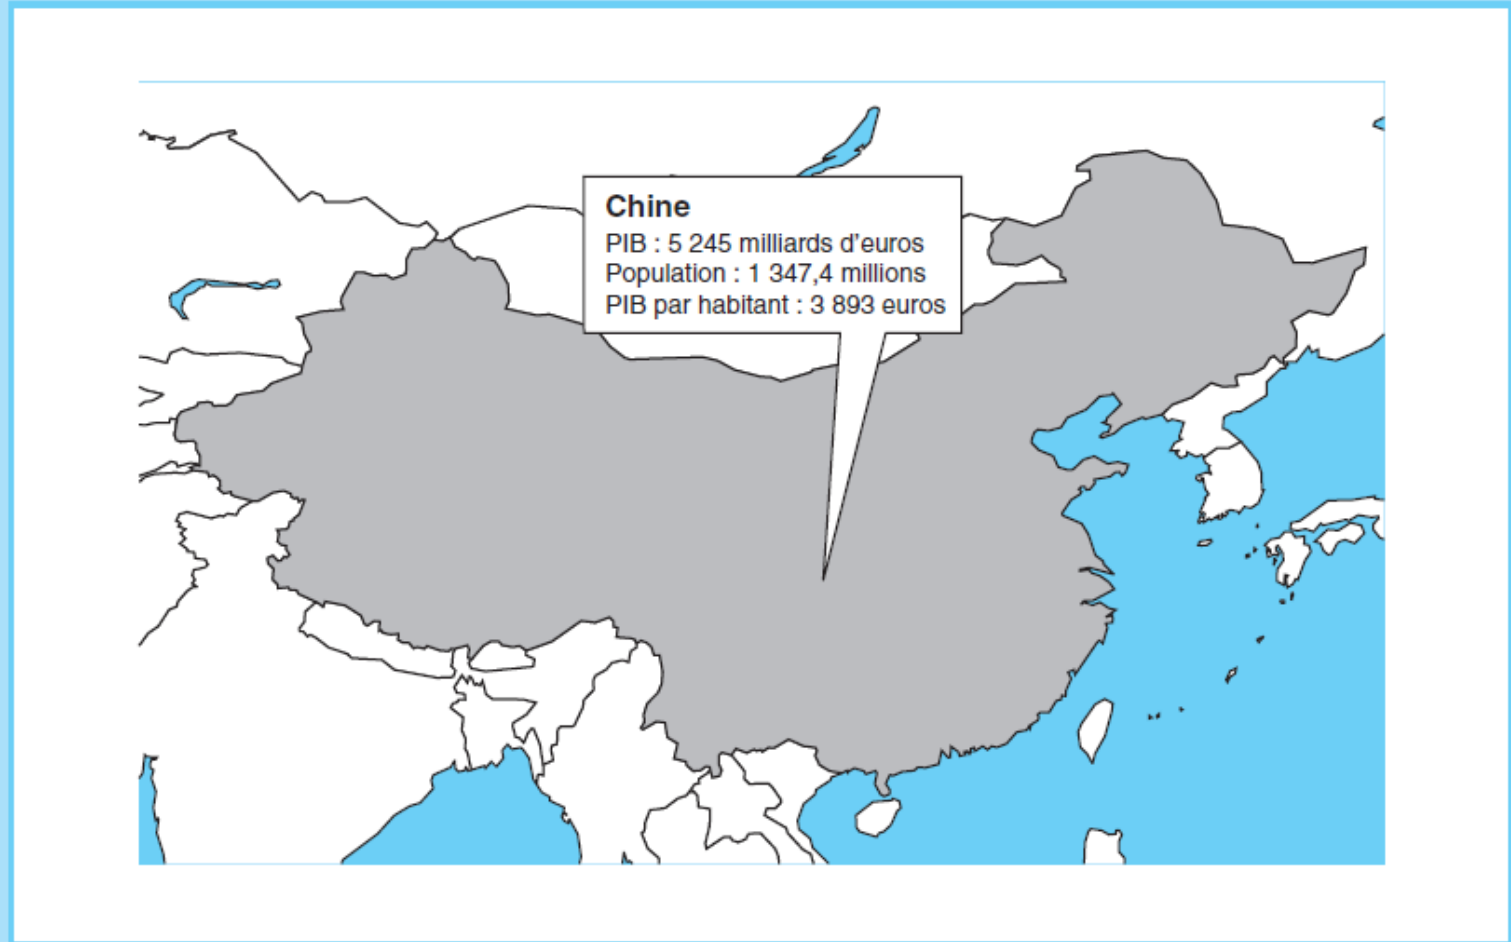 Chine
PIB : 5 245 milliards d’euros
Population : 1 347,4 millions
PIB par habitant : 3 893 euros